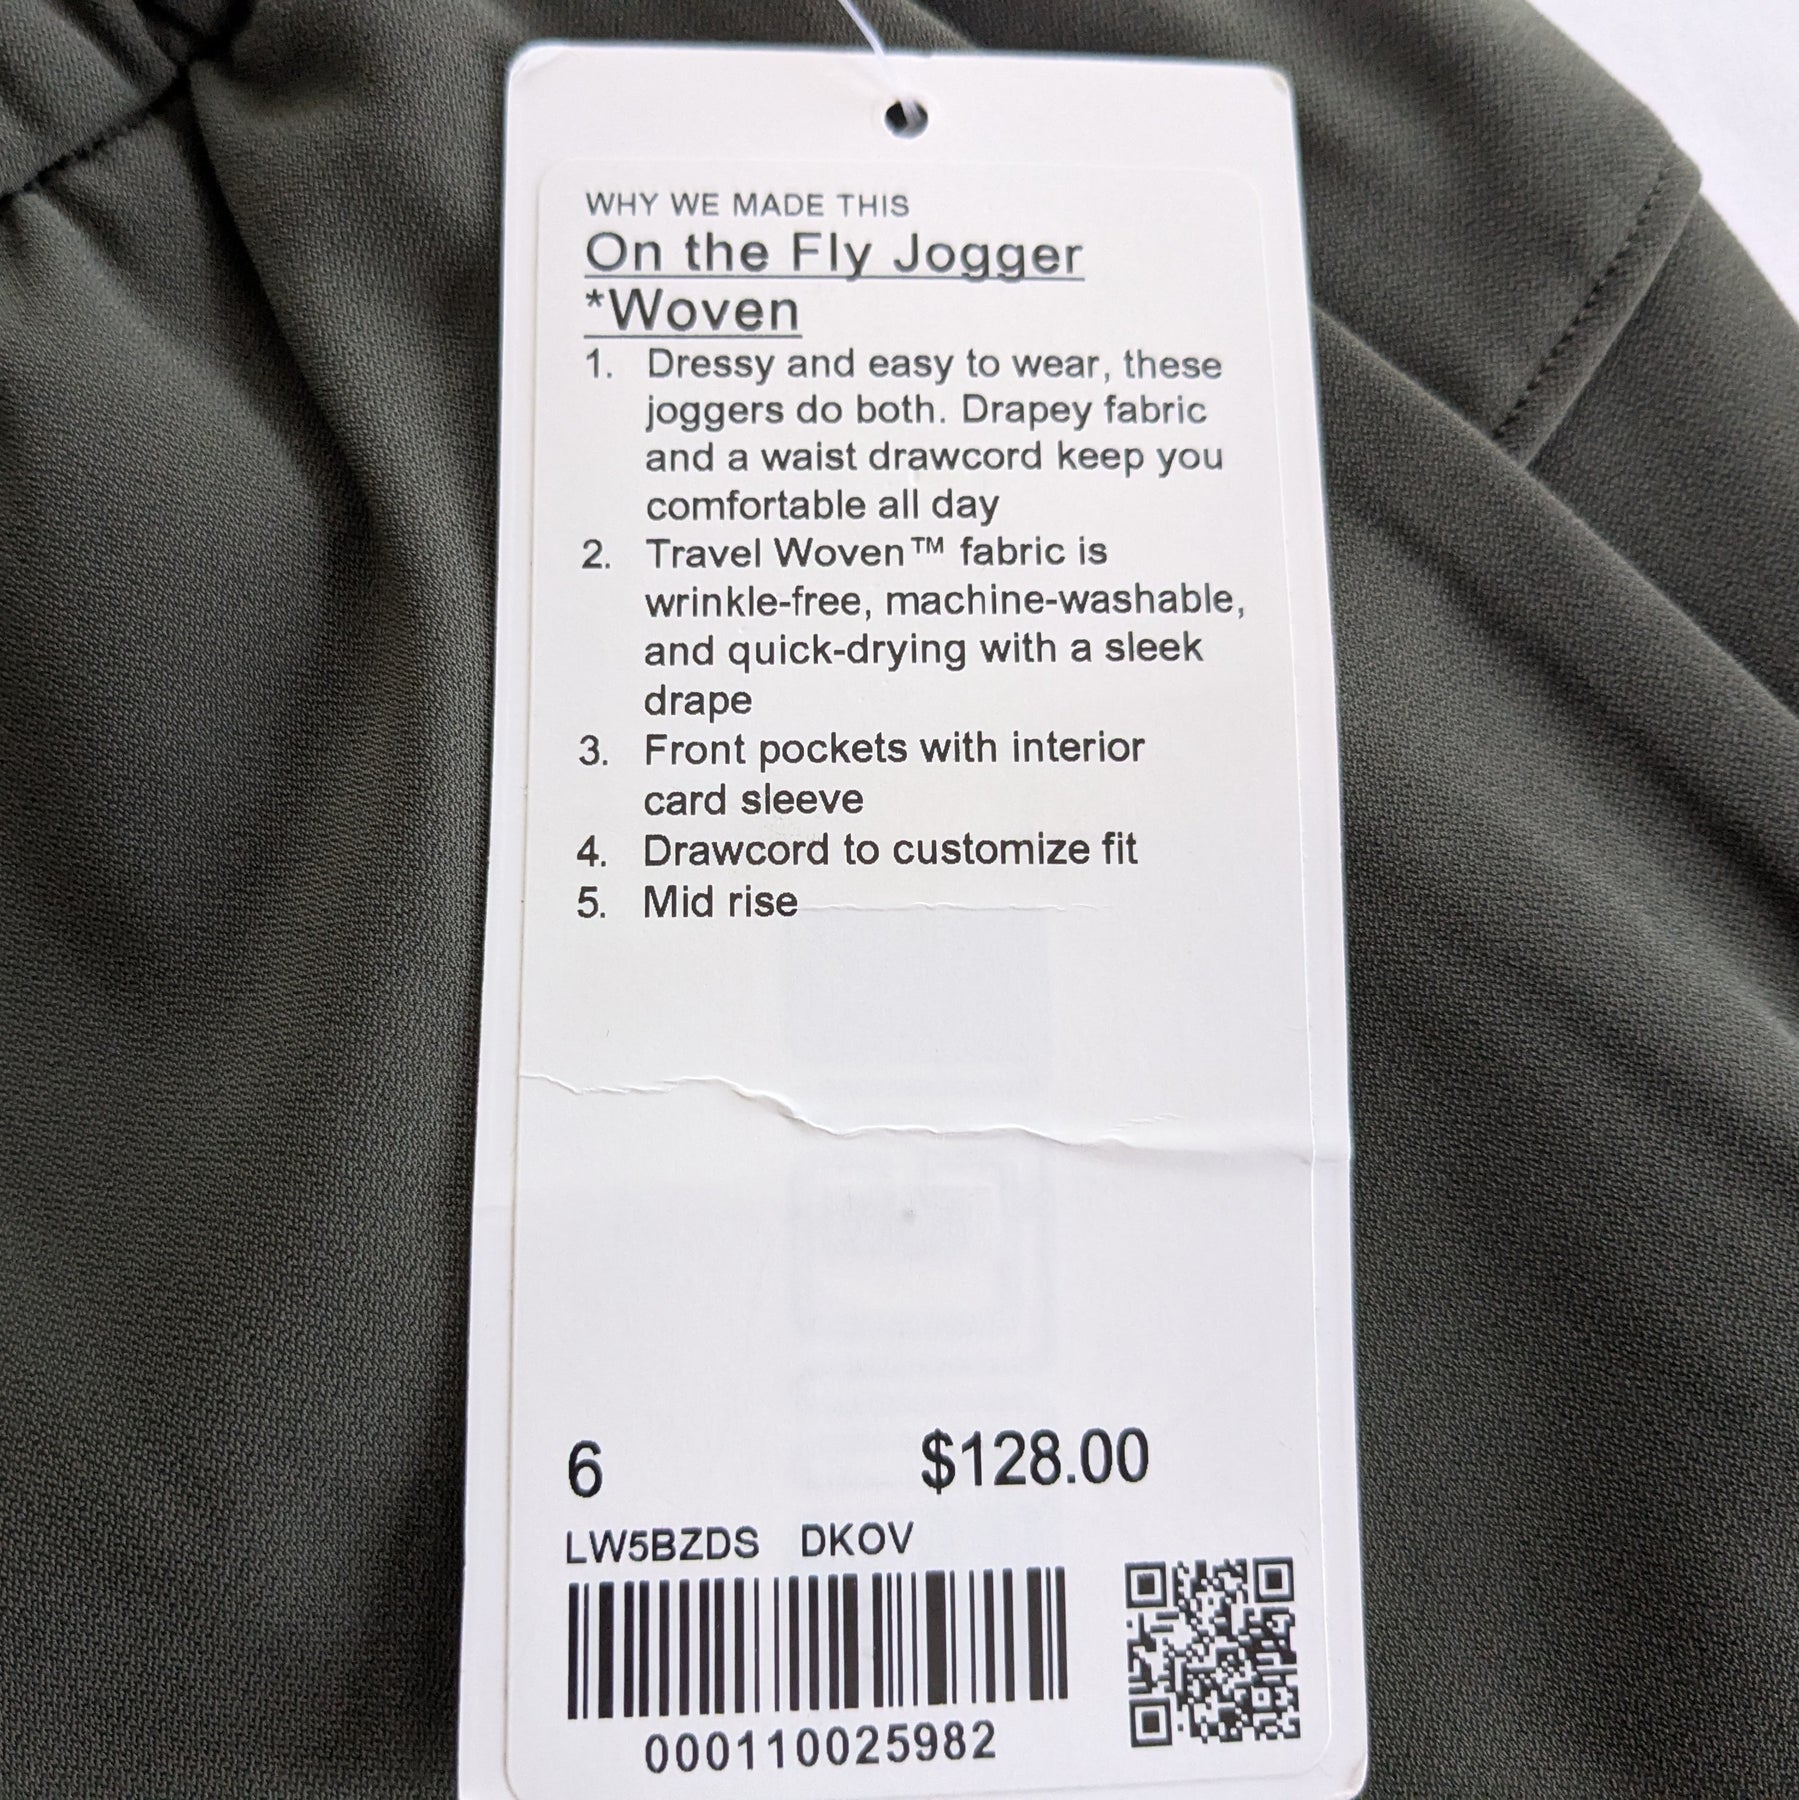 WHY WE MADE THIS
On the Fly Jogger
*Woven
1. Dressy and easy to wear, these
joggers do both. Drapey fabric
and a waist drawcord keep you
comfortable all day
2. Travel Woven™ fabric is
wrinkle-free, machine-washable,
and quick-drying with a sleek
drape
3. Front pockets with interior
card sleeve
4. Drawcord to customize fit
5. Mid rise
6 $128.00
LW5BZDS DKOV
000110025982